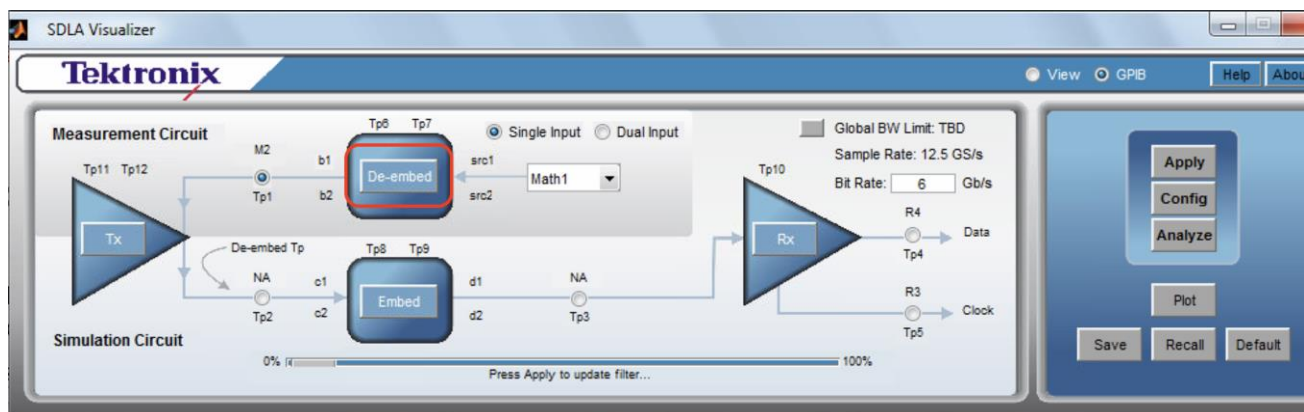 SDLA Visualizer
Tektronix
View GPIB Help
Measurement Circuit
Tp6 Tp7
Single Input Dual Input
Global BW Limit: TBD
Sample Rate: 12.5 GS/s
Bit Rate: 6 Gb/s
Tp11 Tp12
M2
Tp1
b1
b2
De-embed
src1
src2
Math1
Tp10
Tx
Rx
R4
Tp4
Data
De-embed Tp
Tp8 Tp9
NA
Tp2
c1
c2
Embed
d1
d2
NA
Tp3
R3
Tp5
Clock
Simulation Circuit
0% 100%
Press Apply to update filter...
Apply
Config
Analyze
Plot
Save Recall Default